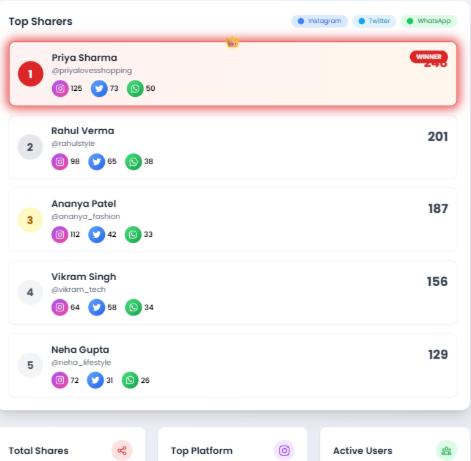 Top Sharers
Instagram
Twitter
WhatsApp
1
Priya Sharma
@priyalovesshopping
125 73 50
WINNER
2
Rahul Verma
@rahulstyle
98 65 38
201
3
Ananya Patel
@ananya_fashion
112 42 33
187
4
Vikram Singh
@vikram_tech
64 58 34
156
5
Neha Gupta
@neha_lifestyle
72 31 26
129
Total Shares
Top Platform
Active Users